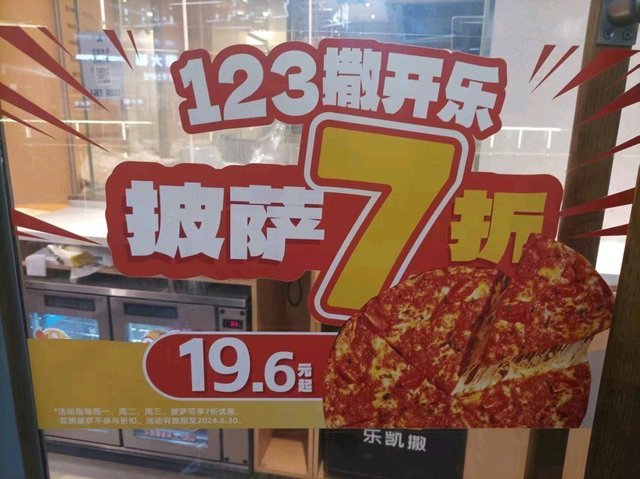 123撒开乐
披萨7折
19.6元起
*活动指每周一、周二、周三,披萨可享7折优惠,
双拼披萨不参与折扣,活动有效期至2024.6.30。
乐凯撒